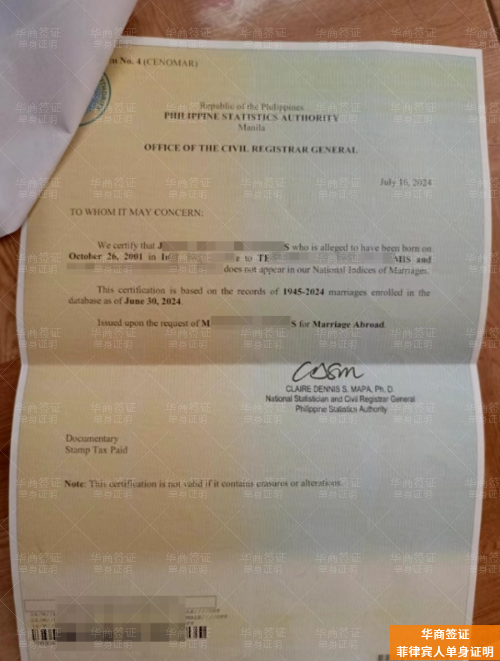 m No. 4 (CENOMAR)
Republic of the Philippines
PHILIPPINE STATISTICS AUTHORITY
Manila
OFFICE OF THE CIVIL REGISTRAR GENERAL
July 16, 2024
TO WHOM IT MAY CONCERN:
We certify that J S who is alleged to have been born on
October 26, 2001 in to TE MIS and
does not appear in our National Indices of Marriages.
This certification is based on the records of 1945-2024 marriages enrolled in the
database as of June 30, 2024.
Issued upon the request of M S for Marriage Abroad.
CLAIRE DENNIS S. MAPA, Ph. D.
National Statistician and Civil Registrar General
Philippine Statistics Authority
Documentary
Stamp Tax Paid
Note: This certification is not valid if it contains erasures or alterations.
华商签证
菲律宾人单身证明